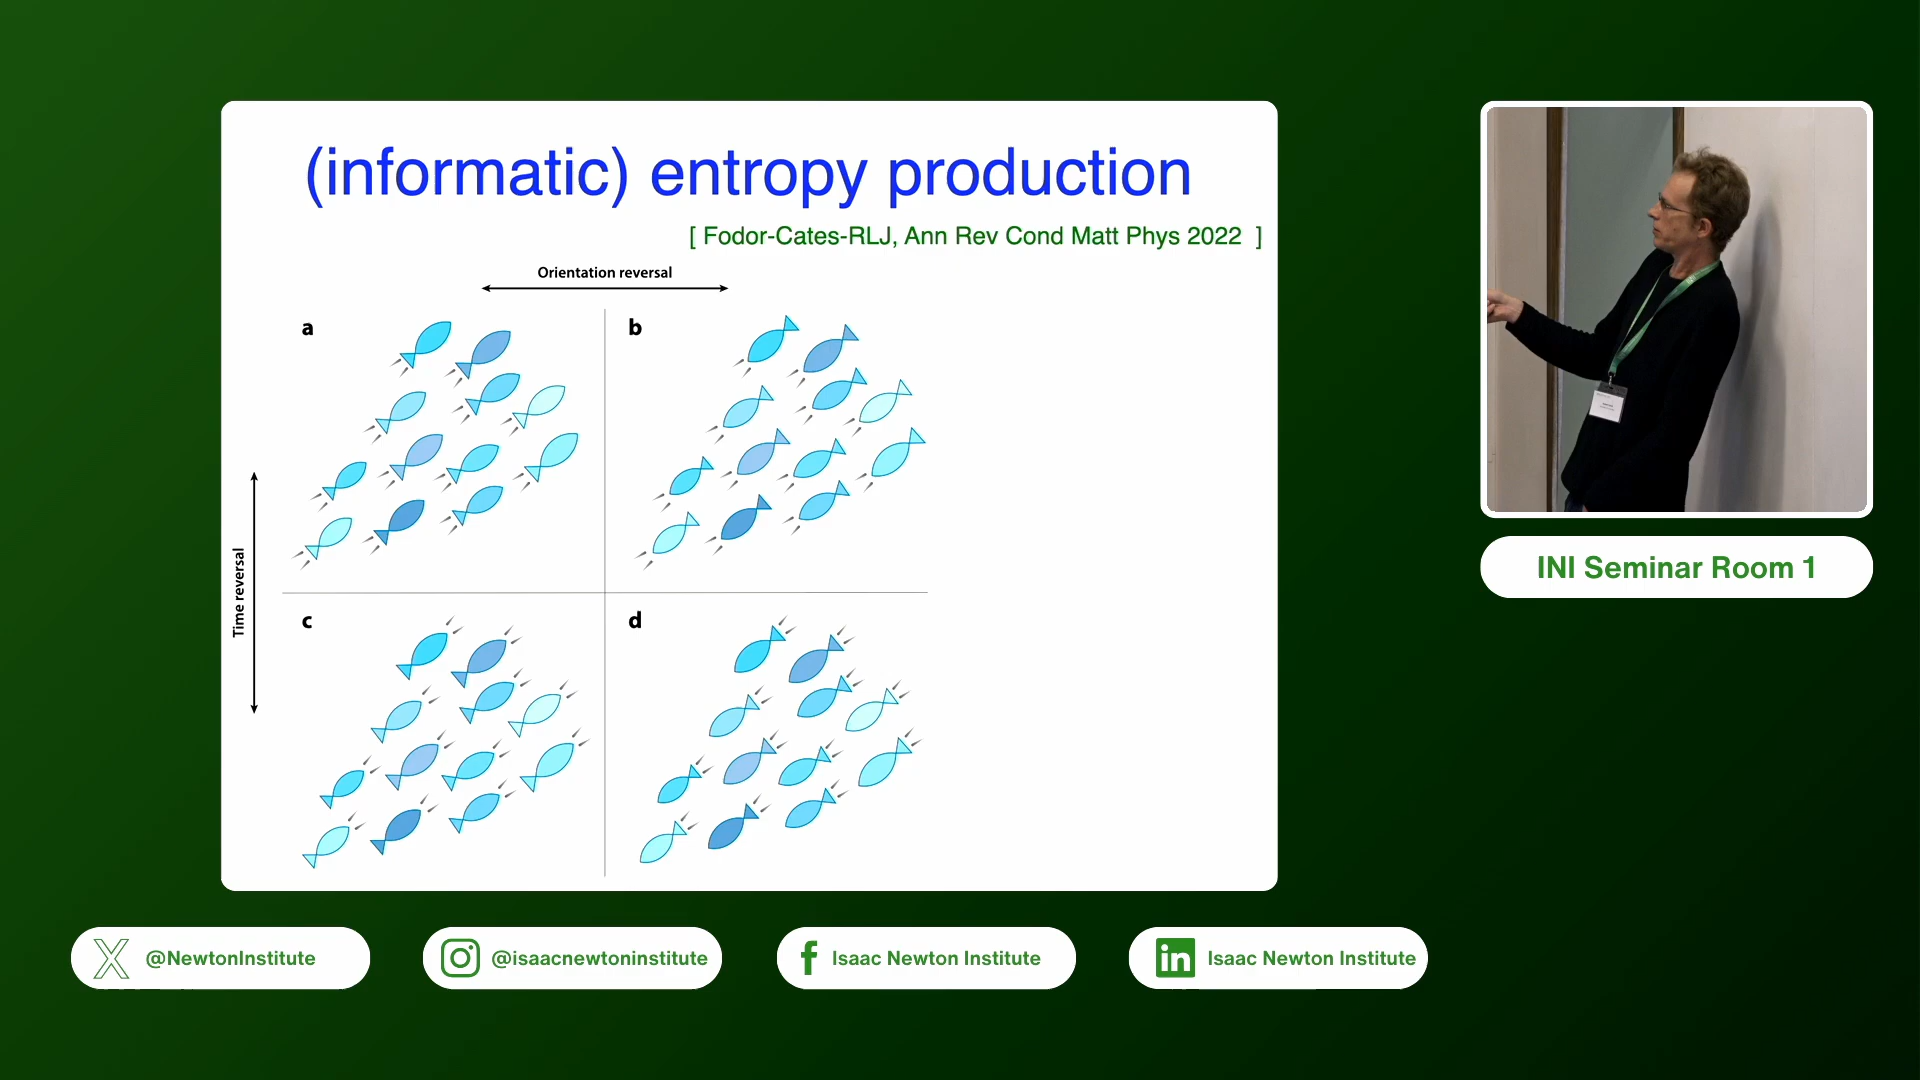 (informatic) entropy production
[ Fodor-Cates-RLJ, Ann Rev Cond Matt Phys 2022 ]
Orientation reversal
a
b
Time reversal
c
d
INI Seminar Room 1
@NewtonInstitute
@isaacnewtoninstitute
Isaac Newton Institute
Isaac Newton Institute